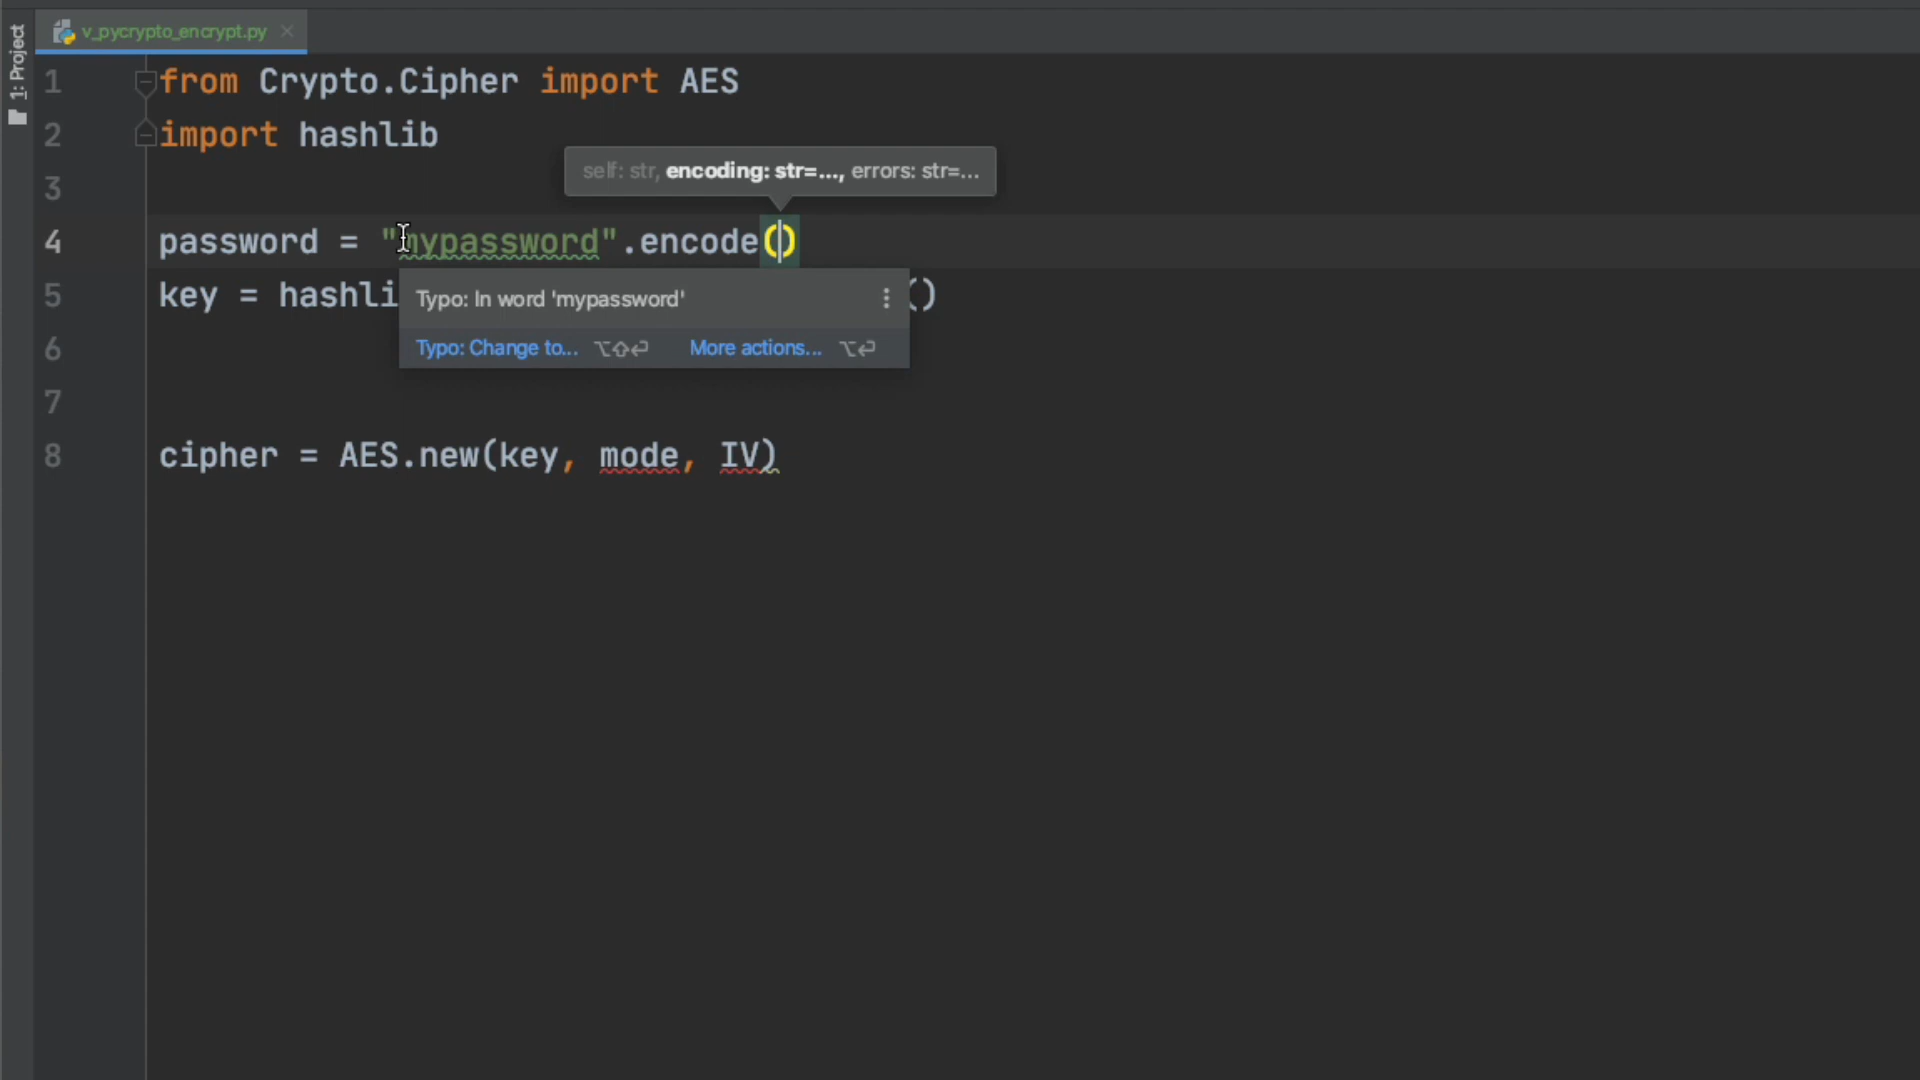 1: Project
v_pycrypto_encrypt.py
1 from Crypto.Cipher import AES
2 import hashlib
self: str, encoding: str=..., errors: str=...
3
4 password = "mypassword".encode()
5 key = hashli ()
Typo: In word 'mypassword'
6
Typo: Change to... ⌥⇧⏎ More actions... ⌥⏎
7
8 cipher = AES.new(key, mode, IV)